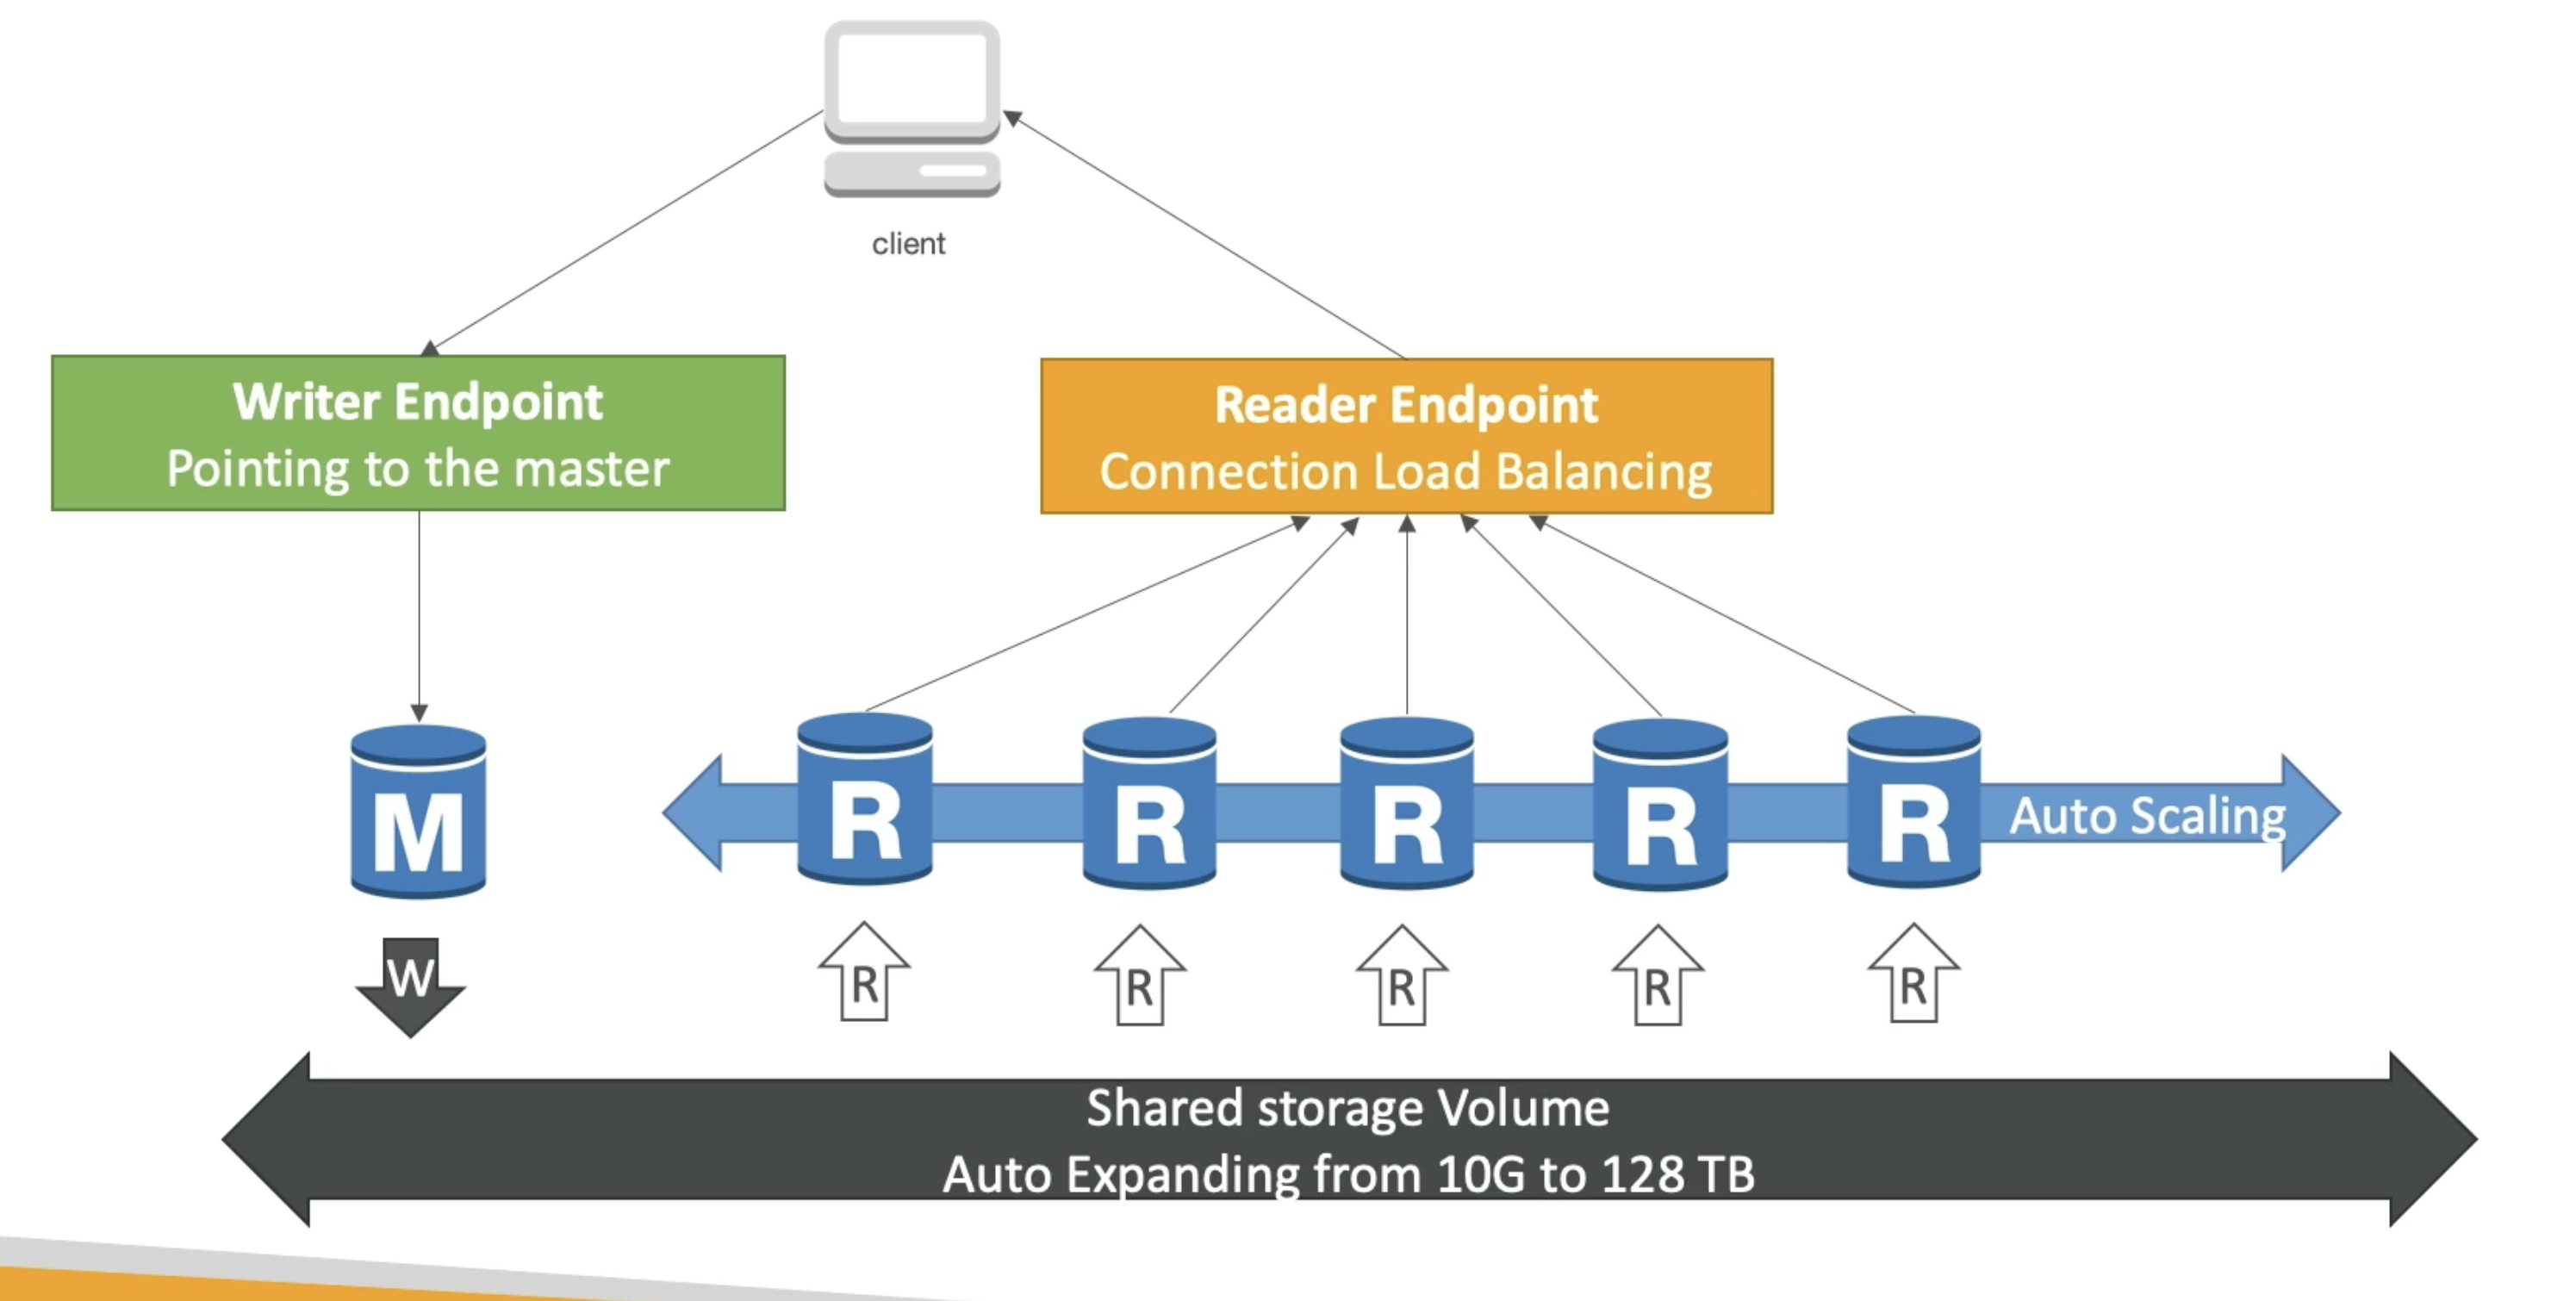 client
Writer Endpoint
Pointing to the master
Reader Endpoint
Connection Load Balancing
M
R
R
R
R
R
Auto Scaling
W
R
R
R
R
R
Shared storage Volume
Auto Expanding from 10G to 128 TB